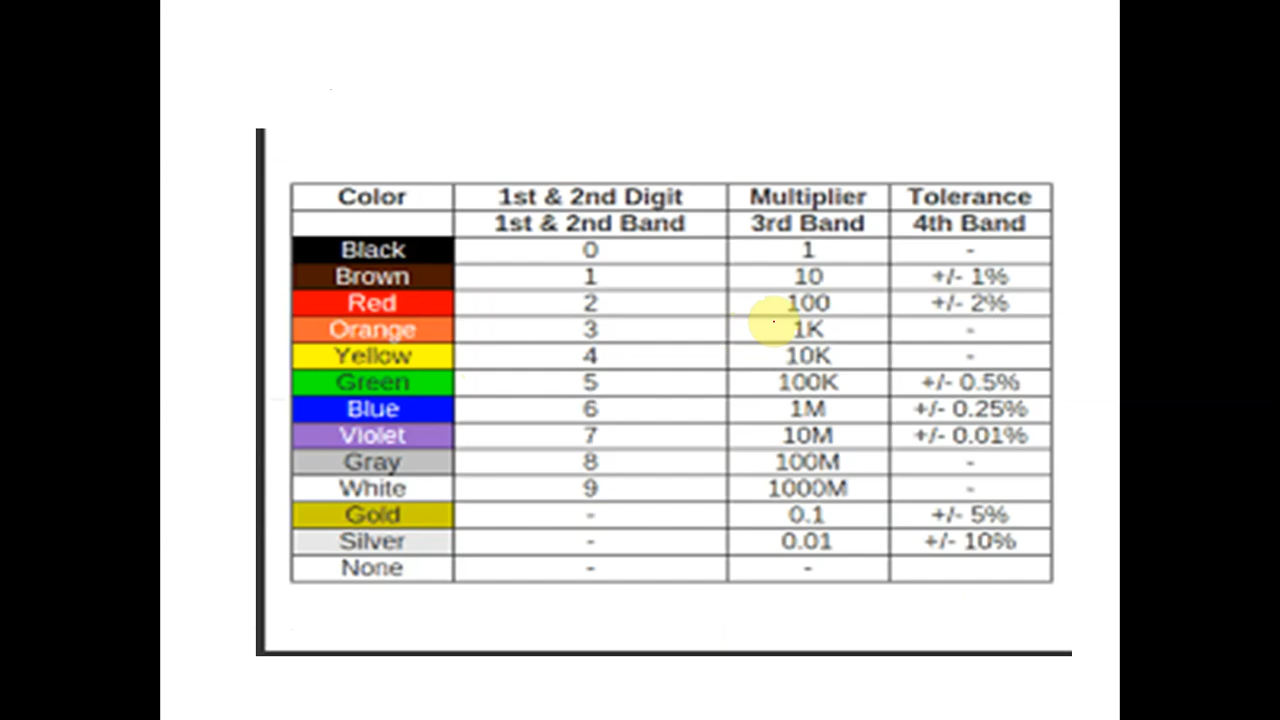 Color 1st & 2nd Digit Multiplier Tolerance
1st & 2nd Band 3rd Band 4th Band
Black 0 1 -
Brown 1 10 +/- 1%
Red 2 100 +/- 2%
Orange 3 1K -
Yellow 4 10K -
Green 5 100K +/- 0.5%
Blue 6 1M +/- 0.25%
Violet 7 10M +/- 0.01%
Gray 8 100M -
White 9 1000M -
Gold - 0.1 +/- 5%
Silver - 0.01 +/- 10%
None - -